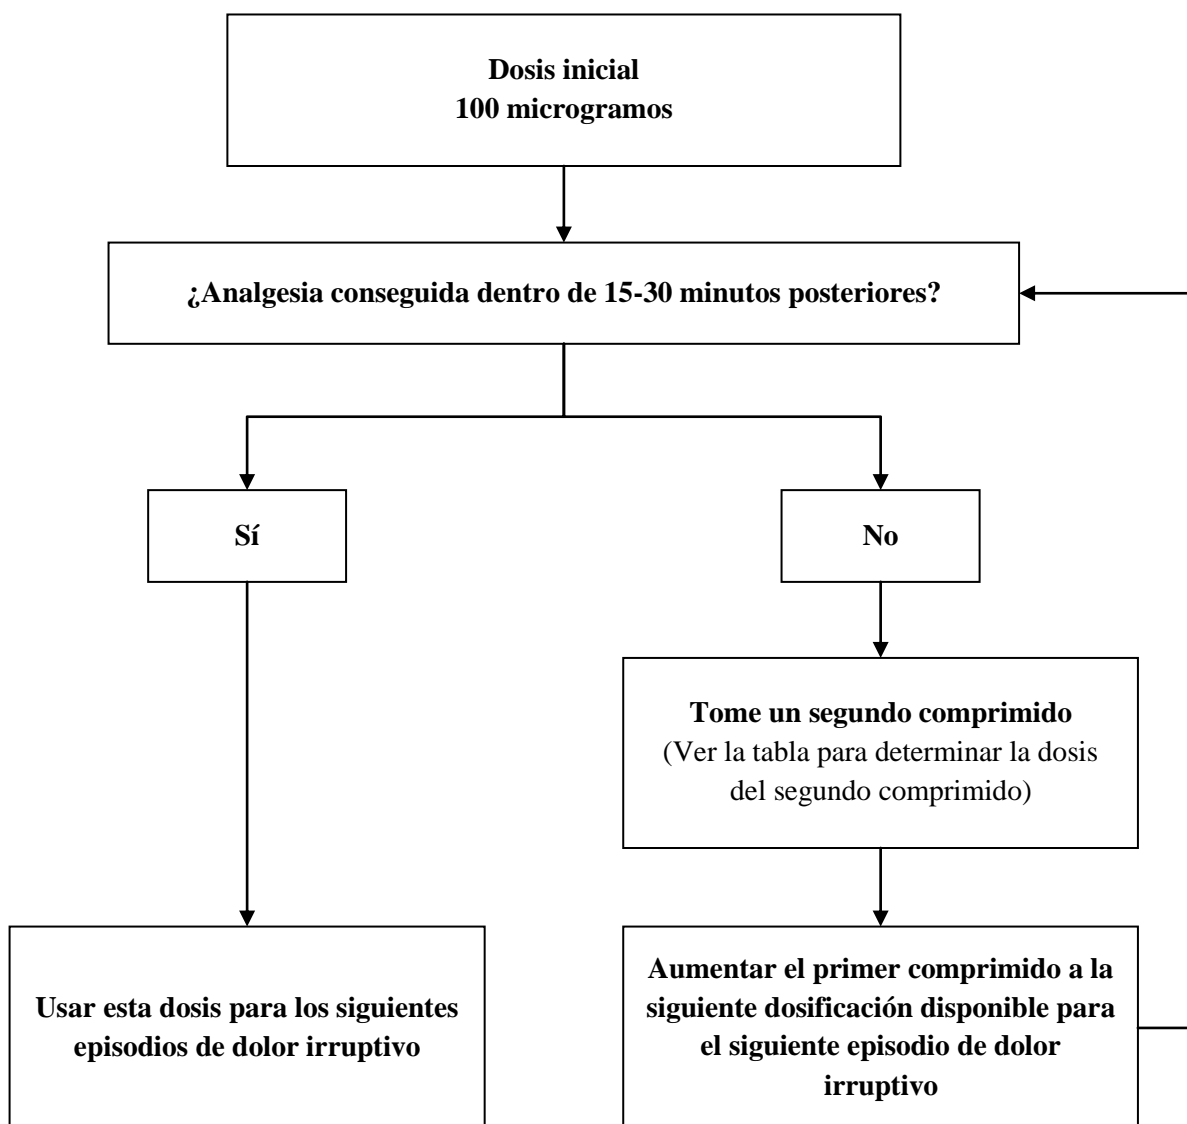 Dosis inicial
100 microgramos
¿Analgesia conseguida dentro de 15-30 minutos posteriores?
Sí
No
Tome un segundo comprimido
(Ver la tabla para determinar la dosis
del segundo comprimido)
Usar esta dosis para los siguientes
episodios de dolor irruptivo
Aumentar el primer comprimido a la
siguiente dosificación disponible para
el siguiente episodio de dolor
irruptivo